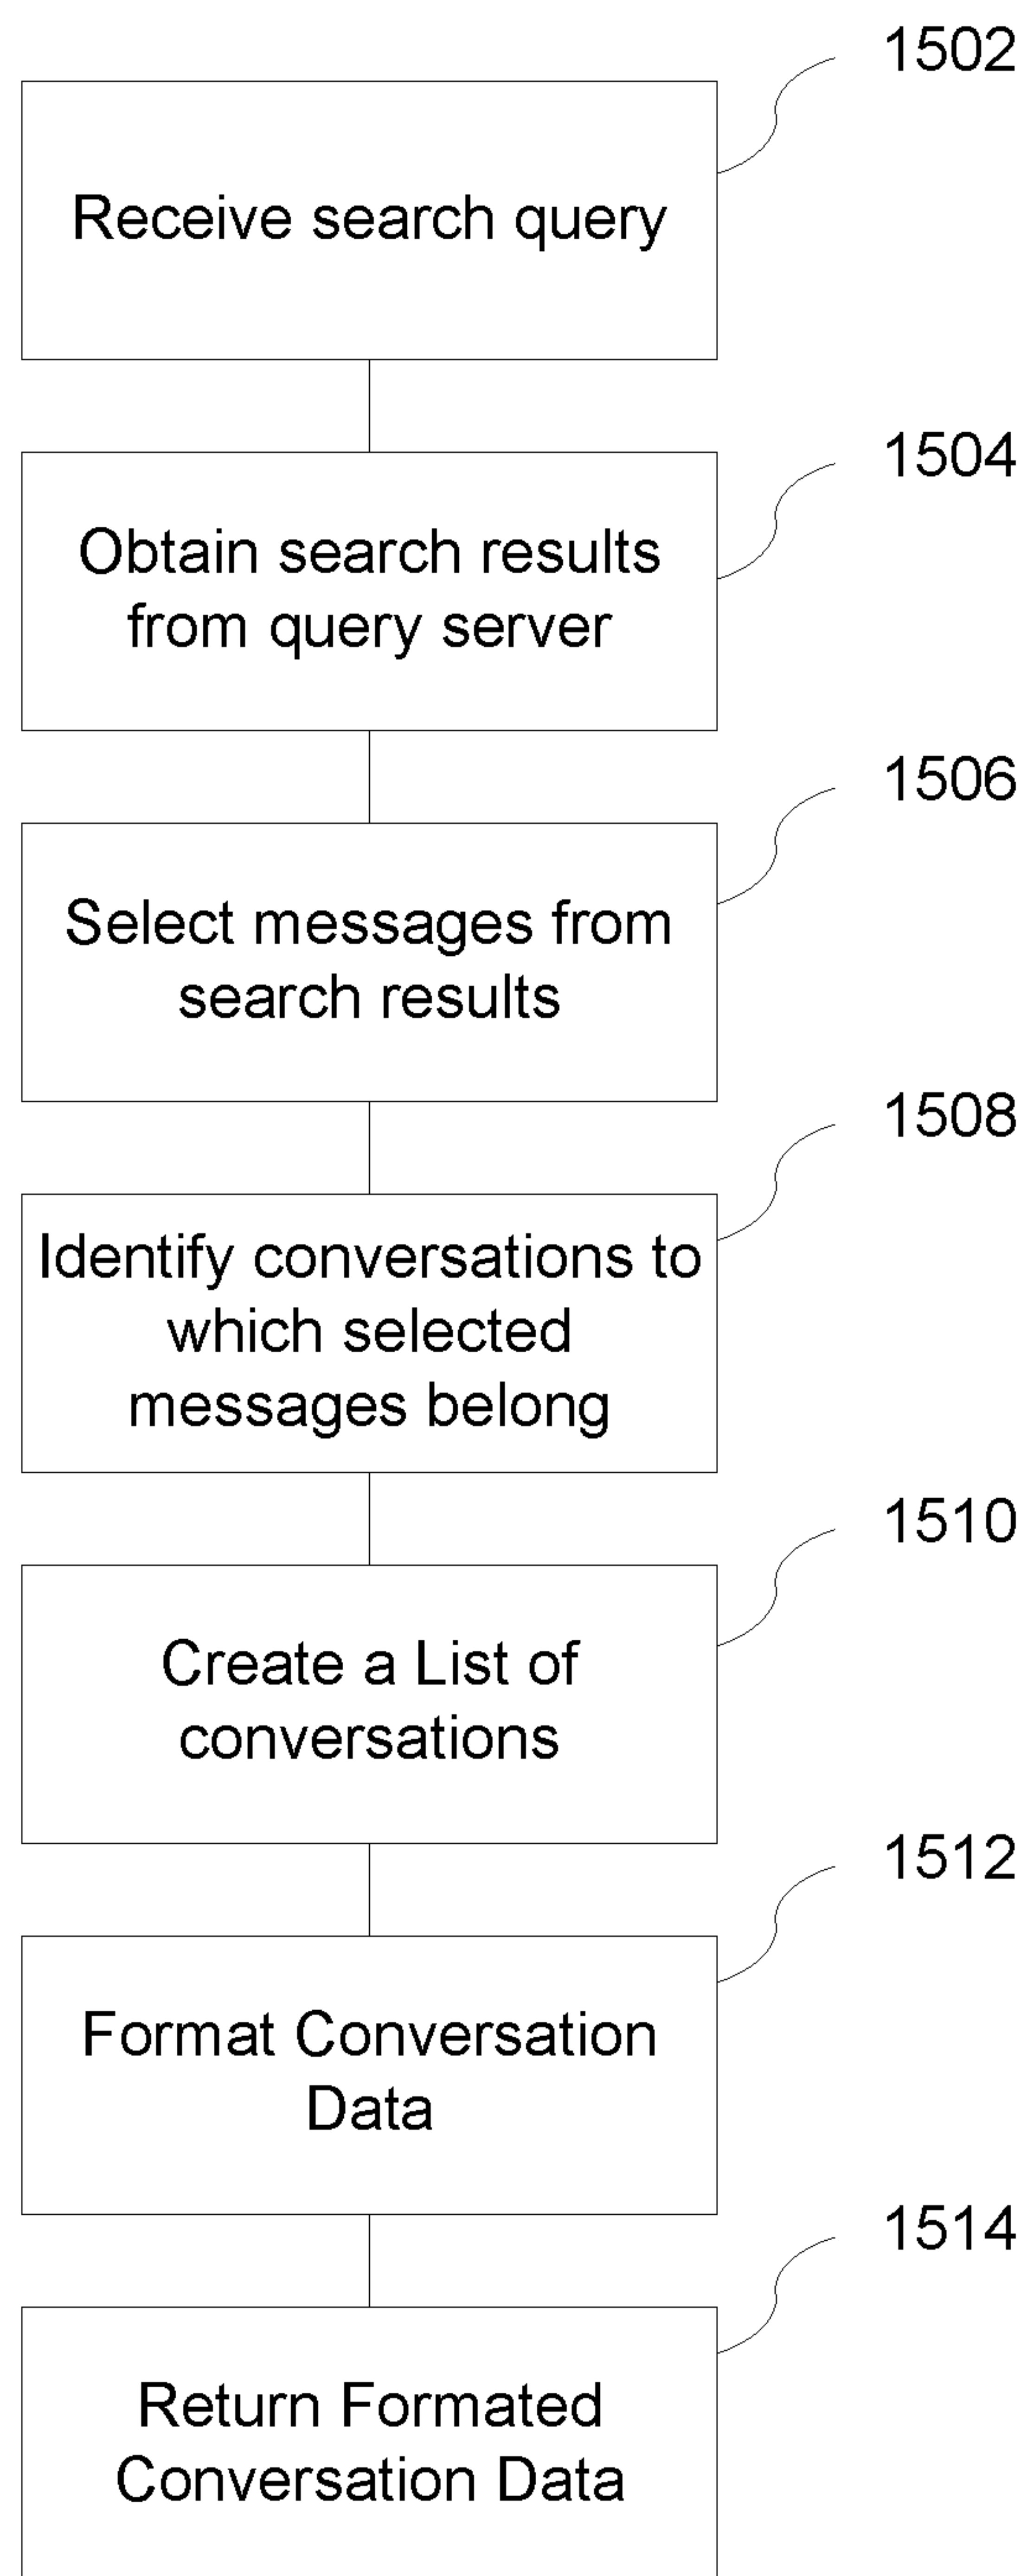 1502
Receive search query
1504
Obtain search results
from query server
1506
Select messages from
search results
1508
Identify conversations to
which selected
messages belong
1510
Create a List of
conversations
1512
Format Conversation
Data
1514
Return Formated
Conversation Data